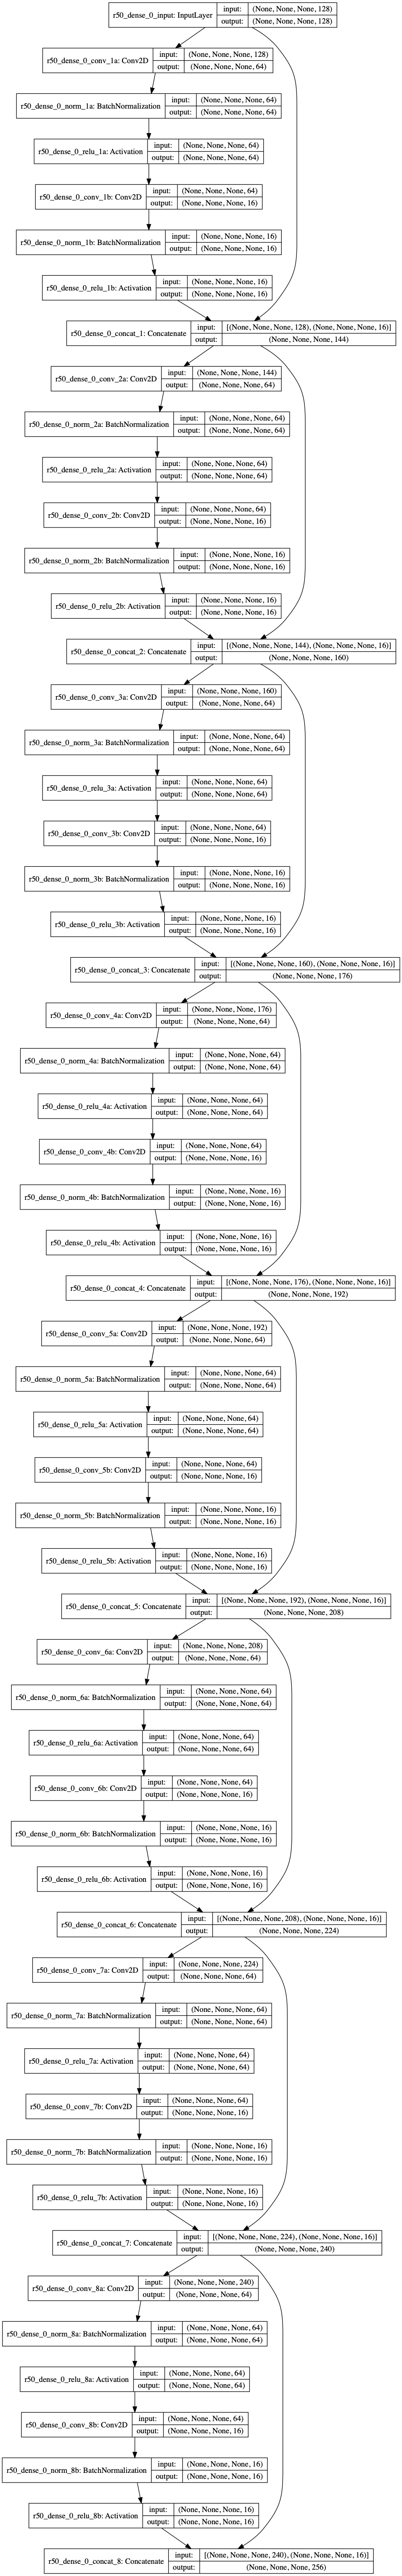 r50_dense_0_input: InputLayer input: (None, None, None, 128)
output: (None, None, None, 128)
r50_dense_0_conv_1a: Conv2D input: (None, None, None, 128)
output: (None, None, None, 64)
r50_dense_0_norm_1a: BatchNormalization input: (None, None, None, 64)
output: (None, None, None, 64)
r50_dense_0_relu_1a: Activation input: (None, None, None, 64)
output: (None, None, None, 64)
r50_dense_0_conv_1b: Conv2D input: (None, None, None, 64)
output: (None, None, None, 16)
r50_dense_0_norm_1b: BatchNormalization input: (None, None, None, 16)
output: (None, None, None, 16)
r50_dense_0_relu_1b: Activation input: (None, None, None, 16)
output: (None, None, None, 16)
r50_dense_0_concat_1: Concatenate input: [(None, None, None, 128), (None, None, None, 16)]
output: (None, None, None, 144)
r50_dense_0_conv_2a: Conv2D input: (None, None, None, 144)
output: (None, None, None, 64)
r50_dense_0_norm_2a: BatchNormalization input: (None, None, None, 64)
output: (None, None, None, 64)
r50_dense_0_relu_2a: Activation input: (None, None, None, 64)
output: (None, None, None, 64)
r50_dense_0_conv_2b: Conv2D input: (None, None, None, 64)
output: (None, None, None, 16)
r50_dense_0_norm_2b: BatchNormalization input: (None, None, None, 16)
output: (None, None, None, 16)
r50_dense_0_relu_2b: Activation input: (None, None, None, 16)
output: (None, None, None, 16)
r50_dense_0_concat_2: Concatenate input: [(None, None, None, 144), (None, None, None, 16)]
output: (None, None, None, 160)
r50_dense_0_conv_3a: Conv2D input: (None, None, None, 160)
output: (None, None, None, 64)
r50_dense_0_norm_3a: BatchNormalization input: (None, None, None, 64)
output: (None, None, None, 64)
r50_dense_0_relu_3a: Activation input: (None, None, None, 64)
output: (None, None, None, 64)
r50_dense_0_conv_3b: Conv2D input: (None, None, None, 64)
output: (None, None, None, 16)
r50_dense_0_norm_3b: BatchNormalization input: (None, None, None, 16)
output: (None, None, None, 16)
r50_dense_0_relu_3b: Activation input: (None, None, None, 16)
output: (None, None, None, 16)
r50_dense_0_concat_3: Concatenate input: [(None, None, None, 160), (None, None, None, 16)]
output: (None, None, None, 176)
r50_dense_0_conv_4a: Conv2D input: (None, None, None, 176)
output: (None, None, None, 64)
r50_dense_0_norm_4a: BatchNormalization input: (None, None, None, 64)
output: (None, None, None, 64)
r50_dense_0_relu_4a: Activation input: (None, None, None, 64)
output: (None, None, None, 64)
r50_dense_0_conv_4b: Conv2D input: (None, None, None, 64)
output: (None, None, None, 16)
r50_dense_0_norm_4b: BatchNormalization input: (None, None, None, 16)
output: (None, None, None, 16)
r50_dense_0_relu_4b: Activation input: (None, None, None, 16)
output: (None, None, None, 16)
r50_dense_0_concat_4: Concatenate input: [(None, None, None, 176), (None, None, None, 16)]
output: (None, None, None, 192)
r50_dense_0_conv_5a: Conv2D input: (None, None, None, 192)
output: (None, None, None, 64)
r50_dense_0_norm_5a: BatchNormalization input: (None, None, None, 64)
output: (None, None, None, 64)
r50_dense_0_relu_5a: Activation input: (None, None, None, 64)
output: (None, None, None, 64)
r50_dense_0_conv_5b: Conv2D input: (None, None, None, 64)
output: (None, None, None, 16)
r50_dense_0_norm_5b: BatchNormalization input: (None, None, None, 16)
output: (None, None, None, 16)
r50_dense_0_relu_5b: Activation input: (None, None, None, 16)
output: (None, None, None, 16)
r50_dense_0_concat_5: Concatenate input: [(None, None, None, 192), (None, None, None, 16)]
output: (None, None, None, 208)
r50_dense_0_conv_6a: Conv2D input: (None, None, None, 208)
output: (None, None, None, 64)
r50_dense_0_norm_6a: BatchNormalization input: (None, None, None, 64)
output: (None, None, None, 64)
r50_dense_0_relu_6a: Activation input: (None, None, None, 64)
output: (None, None, None, 64)
r50_dense_0_conv_6b: Conv2D input: (None, None, None, 64)
output: (None, None, None, 16)
r50_dense_0_norm_6b: BatchNormalization input: (None, None, None, 16)
output: (None, None, None, 16)
r50_dense_0_relu_6b: Activation input: (None, None, None, 16)
output: (None, None, None, 16)
r50_dense_0_concat_6: Concatenate input: [(None, None, None, 208), (None, None, None, 16)]
output: (None, None, None, 224)
r50_dense_0_conv_7a: Conv2D input: (None, None, None, 224)
output: (None, None, None, 64)
r50_dense_0_norm_7a: BatchNormalization input: (None, None, None, 64)
output: (None, None, None, 64)
r50_dense_0_relu_7a: Activation input: (None, None, None, 64)
output: (None, None, None, 64)
r50_dense_0_conv_7b: Conv2D input: (None, None, None, 64)
output: (None, None, None, 16)
r50_dense_0_norm_7b: BatchNormalization input: (None, None, None, 16)
output: (None, None, None, 16)
r50_dense_0_relu_7b: Activation input: (None, None, None, 16)
output: (None, None, None, 16)
r50_dense_0_concat_7: Concatenate input: [(None, None, None, 224), (None, None, None, 16)]
output: (None, None, None, 240)
r50_dense_0_conv_8a: Conv2D input: (None, None, None, 240)
output: (None, None, None, 64)
r50_dense_0_norm_8a: BatchNormalization input: (None, None, None, 64)
output: (None, None, None, 64)
r50_dense_0_relu_8a: Activation input: (None, None, None, 64)
output: (None, None, None, 64)
r50_dense_0_conv_8b: Conv2D input: (None, None, None, 64)
output: (None, None, None, 16)
r50_dense_0_norm_8b: BatchNormalization input: (None, None, None, 16)
output: (None, None, None, 16)
r50_dense_0_relu_8b: Activation input: (None, None, None, 16)
output: (None, None, None, 16)
r50_dense_0_concat_8: Concatenate input: [(None, None, None, 240), (None, None, None, 16)]
output: (None, None, None, 256)